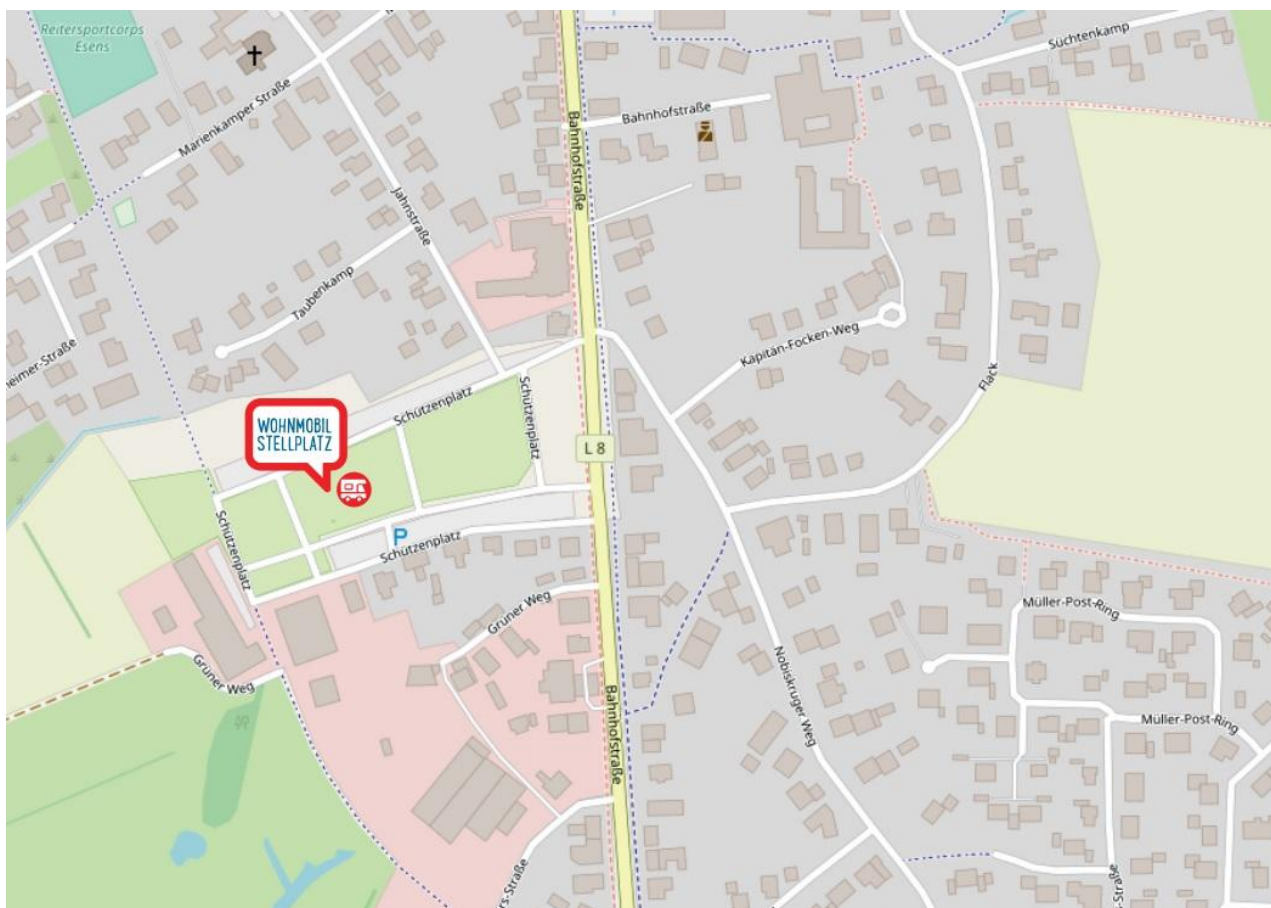 Reitersportcorps
Esens
Süchtenkamp
Marienkamper Straße
Bahnhofstraße
Bahnhofstraße
Jahnstraße
Taubenkamp
Kapitän-Focken-Weg
heimer-Straße
Flack
Schützenplatz
Schützenplatz
WOHNMOBIL
STELLPLATZ
L 8
P
Schützenplatz
Schützenplatz
Grüner Weg
Müller-Post-Ring
Grüner Weg
Nobiskruger Weg
Bahnhofstraße
Müller-Post-Ring
rs-Straße
-Straße